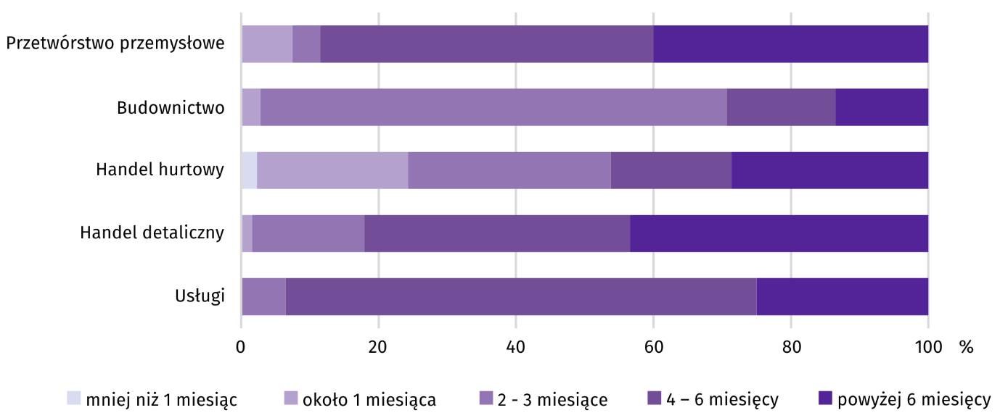 Przetwórstwo przemysłowe
Budownictwo
Handel hurtowy
Handel detaliczny
Usługi
0 20 40 60 80 100 %
mniej niż 1 miesiąc około 1 miesiąca 2 - 3 miesiące 4 – 6 miesięcy powyżej 6 miesięcy